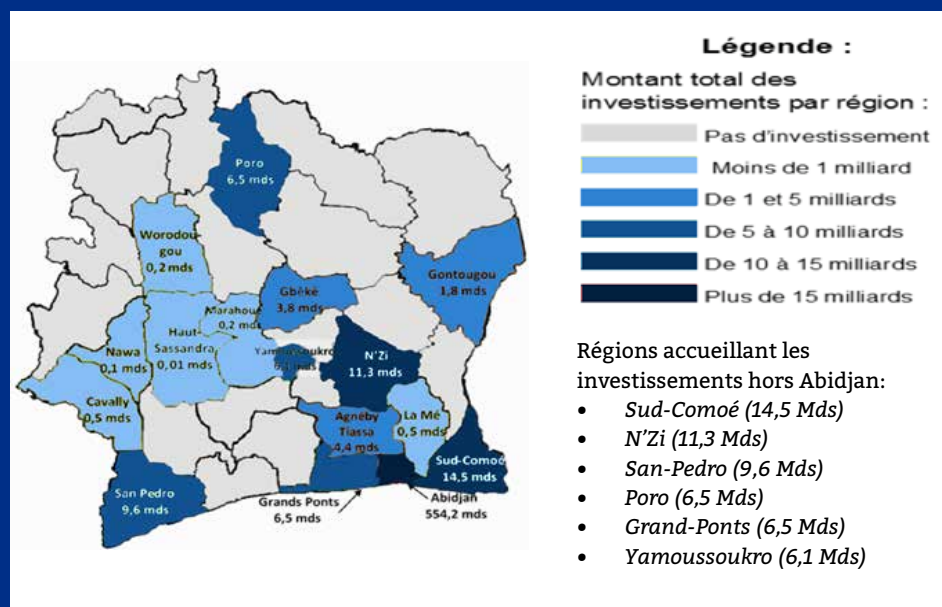 Légende :
Montant total des
investissements par région :
Pas d'investissement
Moins de 1 milliard
De 1 et 5 milliards
De 5 à 10 milliards
De 10 à 15 milliards
Plus de 15 milliards
Poro
6,5 mds
Worodou
gou
0,2 mds
Gontougou
1,8 mds
Gbêkê
3,8 mds
Marahoué
0,2 mds
Haut-
Sassandra
0,01 mds
Nawa
0,1 mds
Yamoussoukro
6,1 mds
N'Zi
11,3 mds
Cavally
0,5 mds
Agnéby
Tiassa
4,4 mds
La Mé
0,5 mds
Sud-Comoé
14,5 mds
San Pedro
9,6 mds
Grands Ponts
6,5 mds
Abidjan
554,2 mds
Régions accueillant les
investissements hors Abidjan:
• Sud-Comoé (14,5 Mds)
• N’Zi (11,3 Mds)
• San-Pedro (9,6 Mds)
• Poro (6,5 Mds)
• Grand-Ponts (6,5 Mds)
• Yamoussoukro (6,1 Mds)